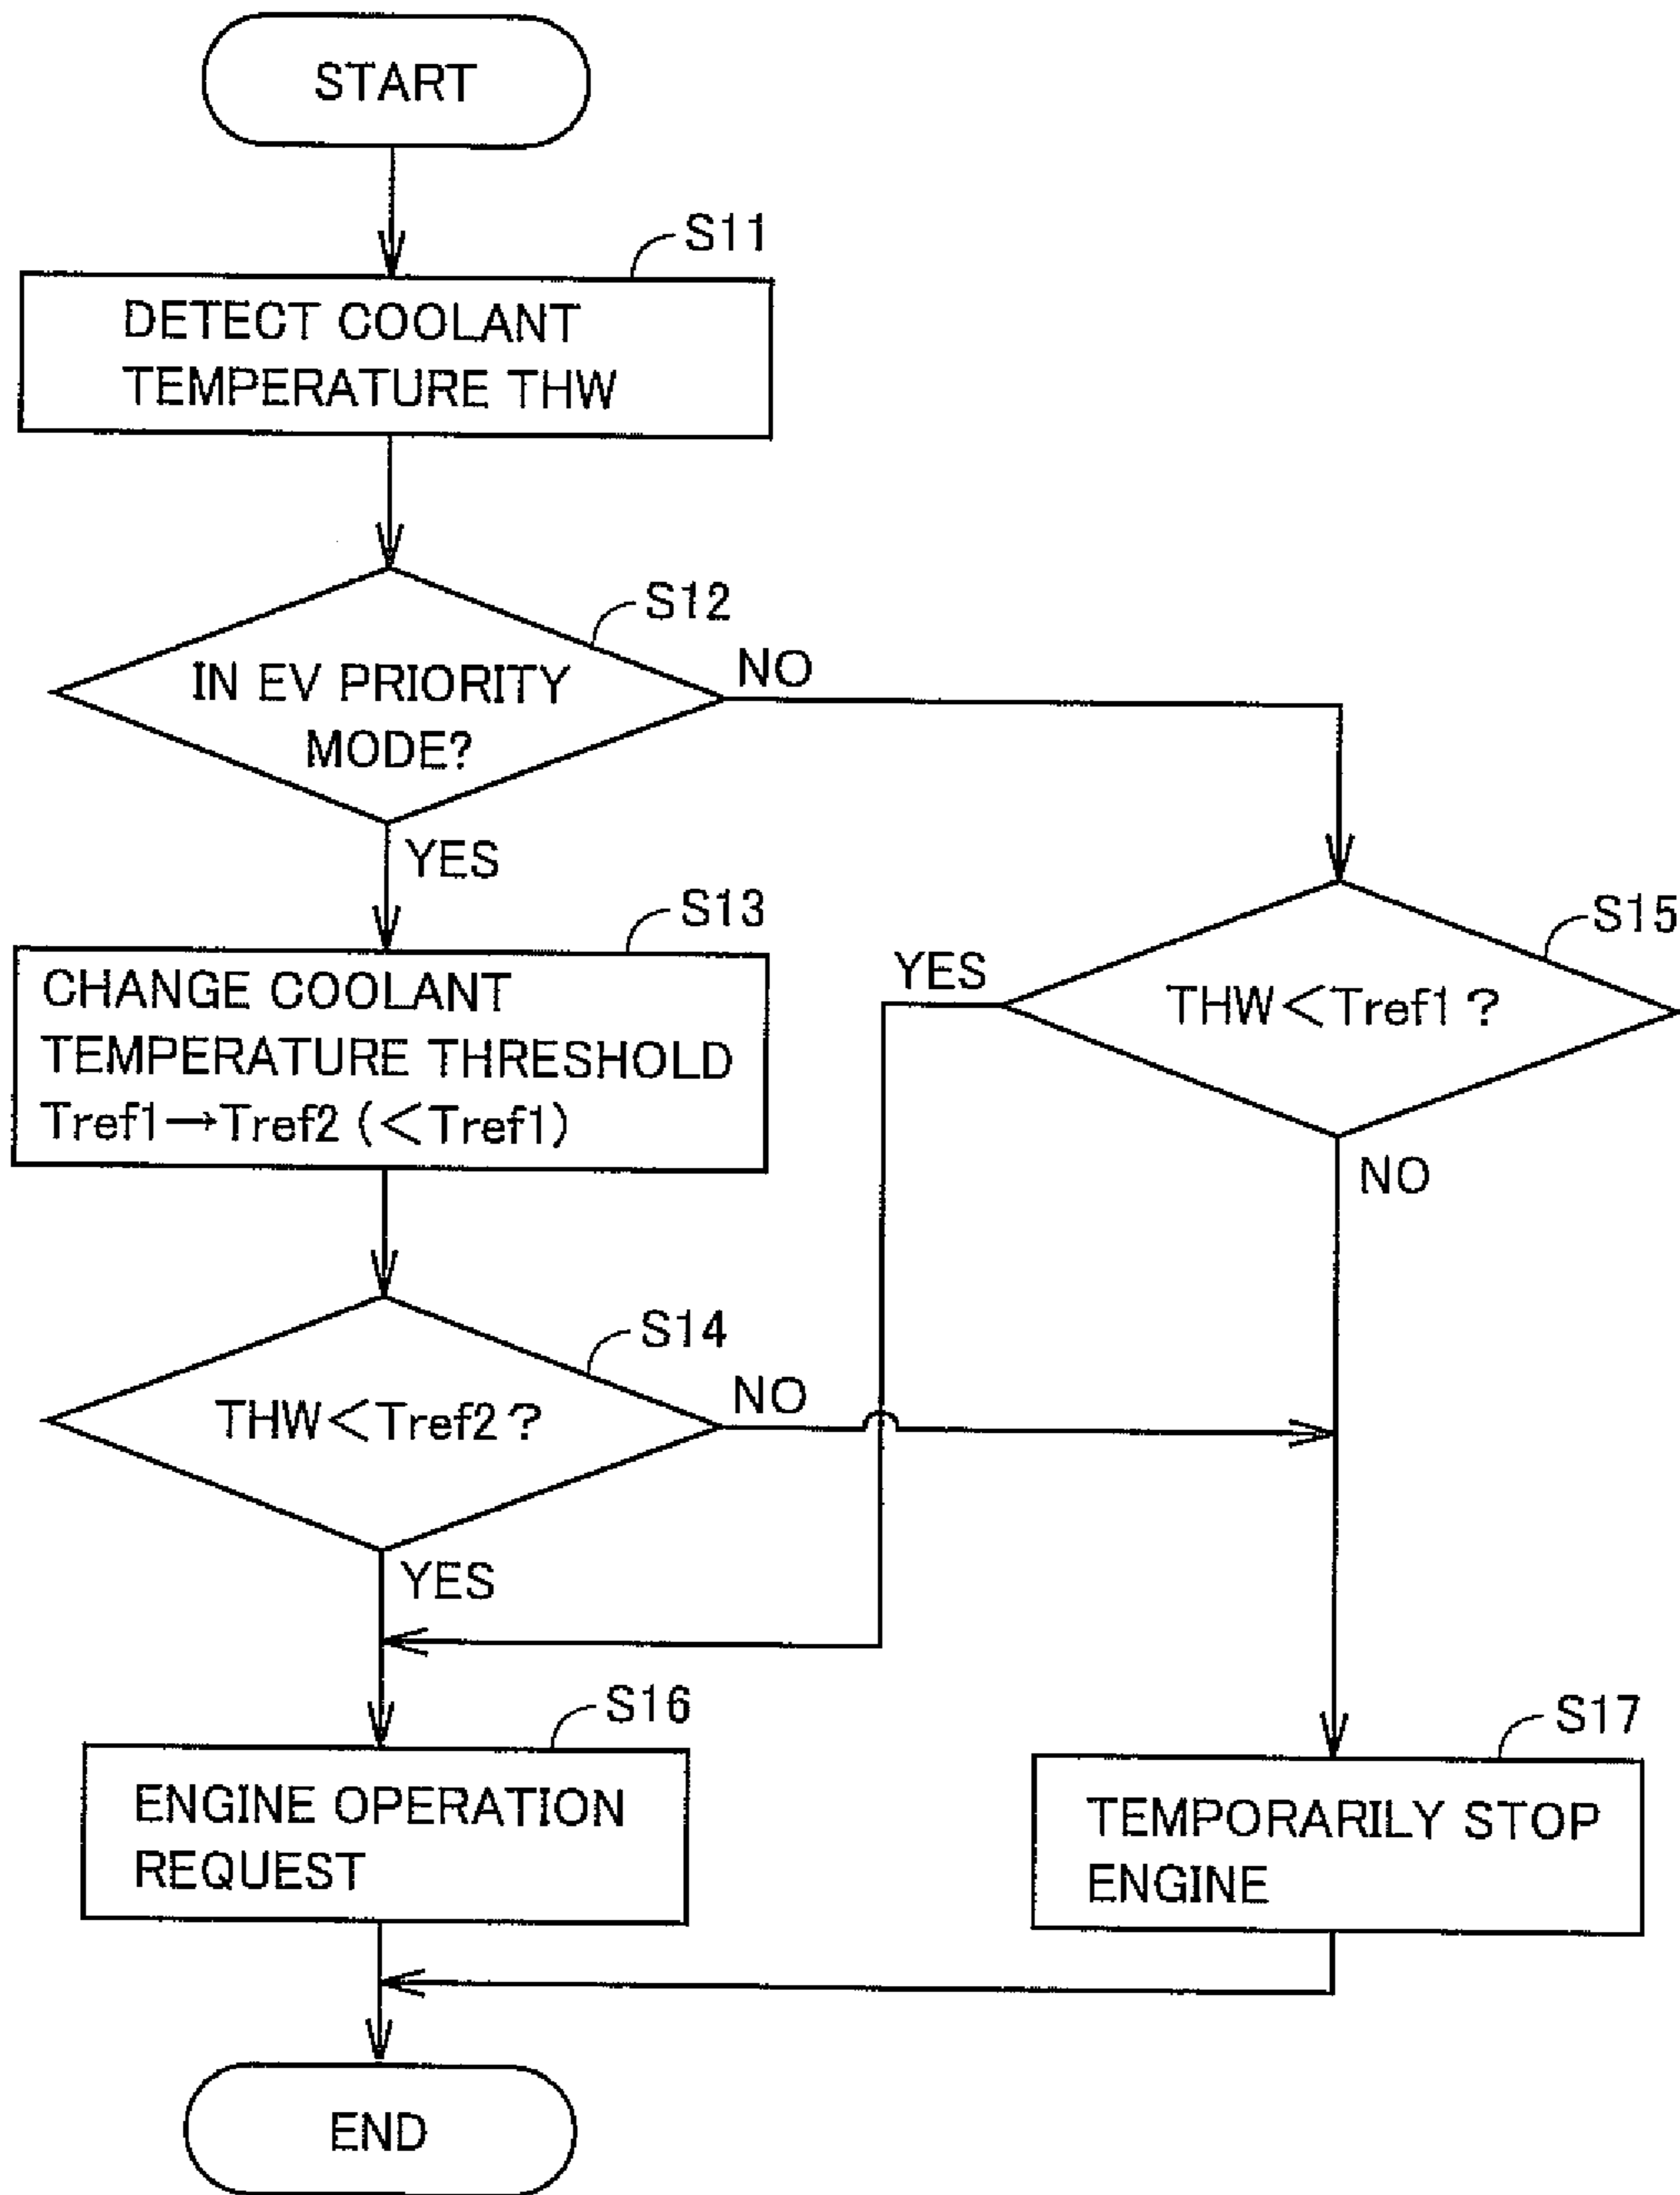 START
S11
DETECT COOLANT
TEMPERATURE THW
S12
IN EV PRIORITY
MODE?
NO
YES
S13
CHANGE COOLANT
TEMPERATURE THRESHOLD
Tref1→Tref2 (<Tref1)
S15
THW<Tref1?
YES
NO
S14
THW<Tref2?
NO
YES
S16
ENGINE OPERATION
REQUEST
S17
TEMPORARILY STOP
ENGINE
END